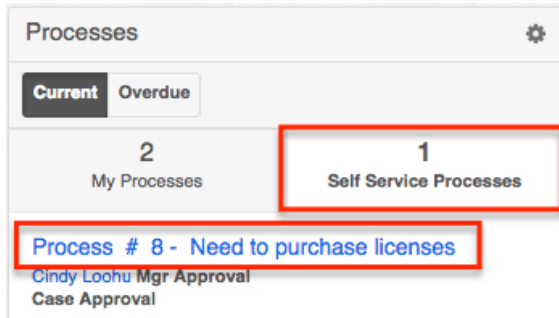 Processes
Current Overdue
2 1
My Processes Self Service Processes
Process # 8 - Need to purchase licenses
Cindy Loohu Mgr Approval
Case Approval